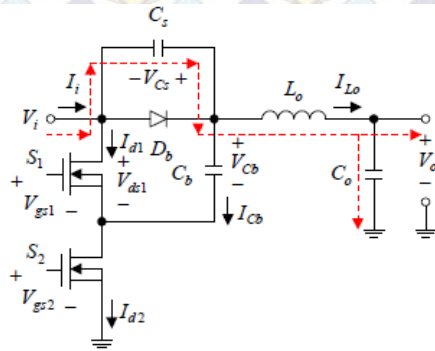 C_s
I_i
−V_Cs +
L_o
I_Lo
V_i
I_d1
D_b
+
V_Cb
−
+
V_o
−
S_1
+
V_ds1
−
C_b
C_o
+
V_gs1 −
I_Cb
S_2
+
V_gs2 −
I_d2